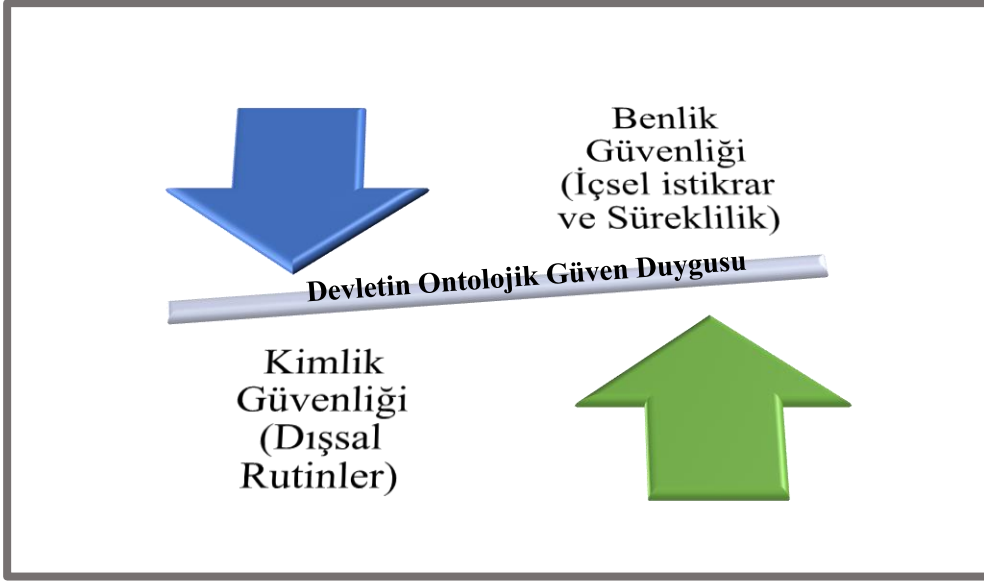 Benlik
Güvenliği
(İçsel istikrar
ve Süreklilik)
Devletin Ontolojik Güven Duygusu
Kimlik
Güvenliği
(Dışsal
Rutinler)